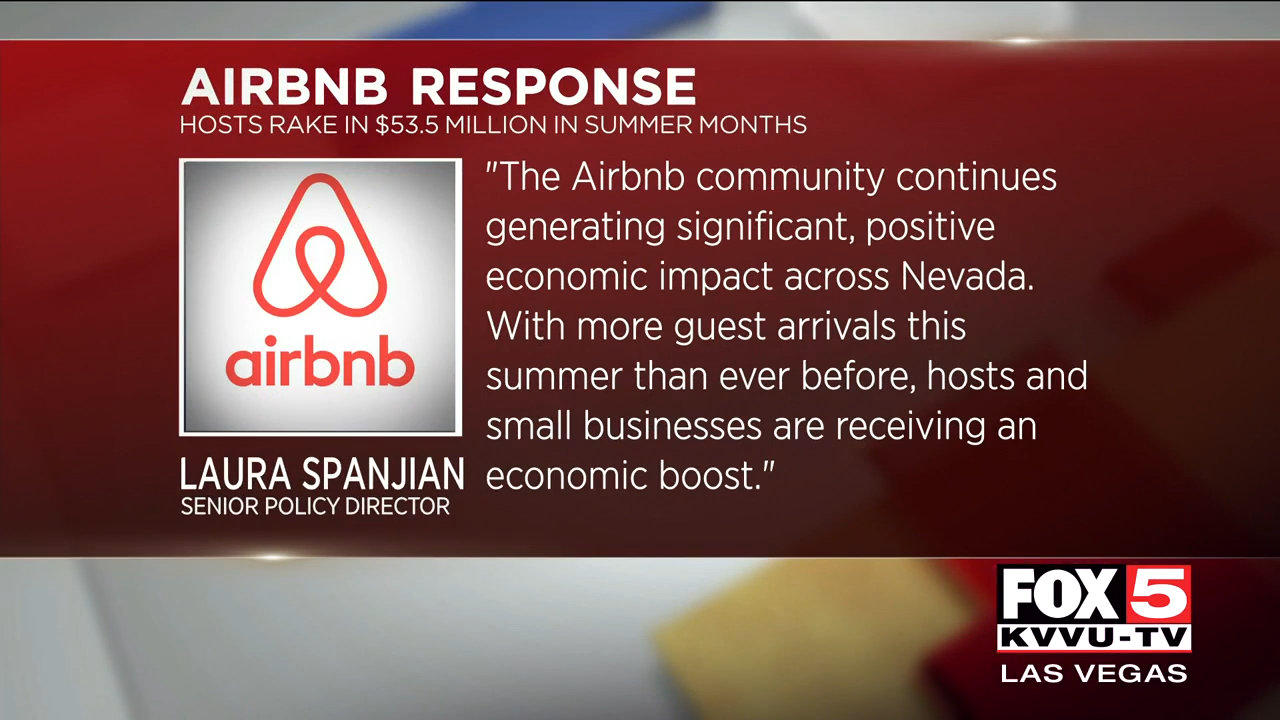 AIRBNB RESPONSE
HOSTS RAKE IN $53.5 MILLION IN SUMMER MONTHS
airbnb
LAURA SPANJIAN
SENIOR POLICY DIRECTOR
"The Airbnb community continues
generating significant, positive
economic impact across Nevada.
With more guest arrivals this
summer than ever before, hosts and
small businesses are receiving an
economic boost."
FOX 5
KVVU-TV
LAS VEGAS